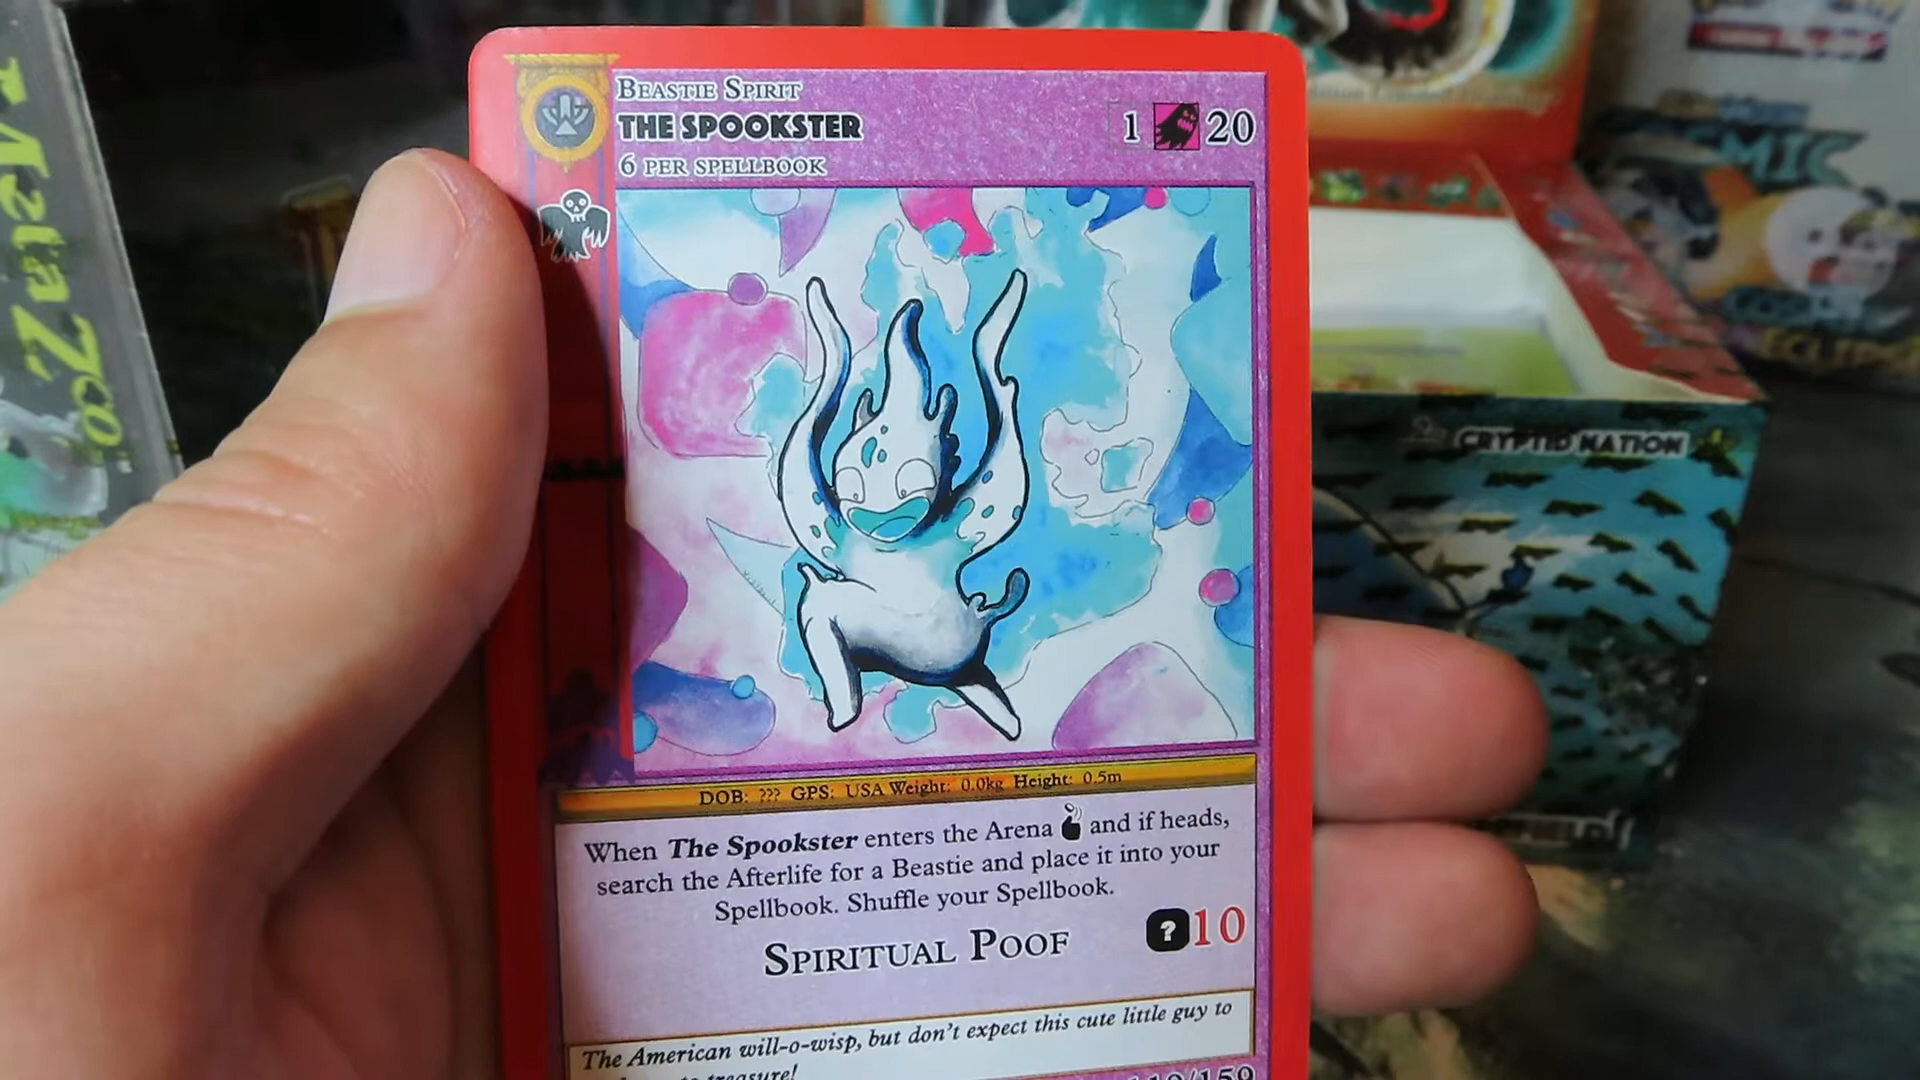 BEASTIE SPIRIT
THE SPOOKSTER
1 20
6 PER SPELLBOOK
DOB: ??? GPS: USA Weight: 0.0kg Height: 0.5m
When The Spookster enters the Arena and if heads,
search the Afterlife for a Beastie and place it into your
Spellbook. Shuffle your Spellbook.
SPIRITUAL POOF ? 10
The American will-o-wisp, but don't expect this cute little guy to
treasure!
/159
MetaZoo
CRYPTID NATION